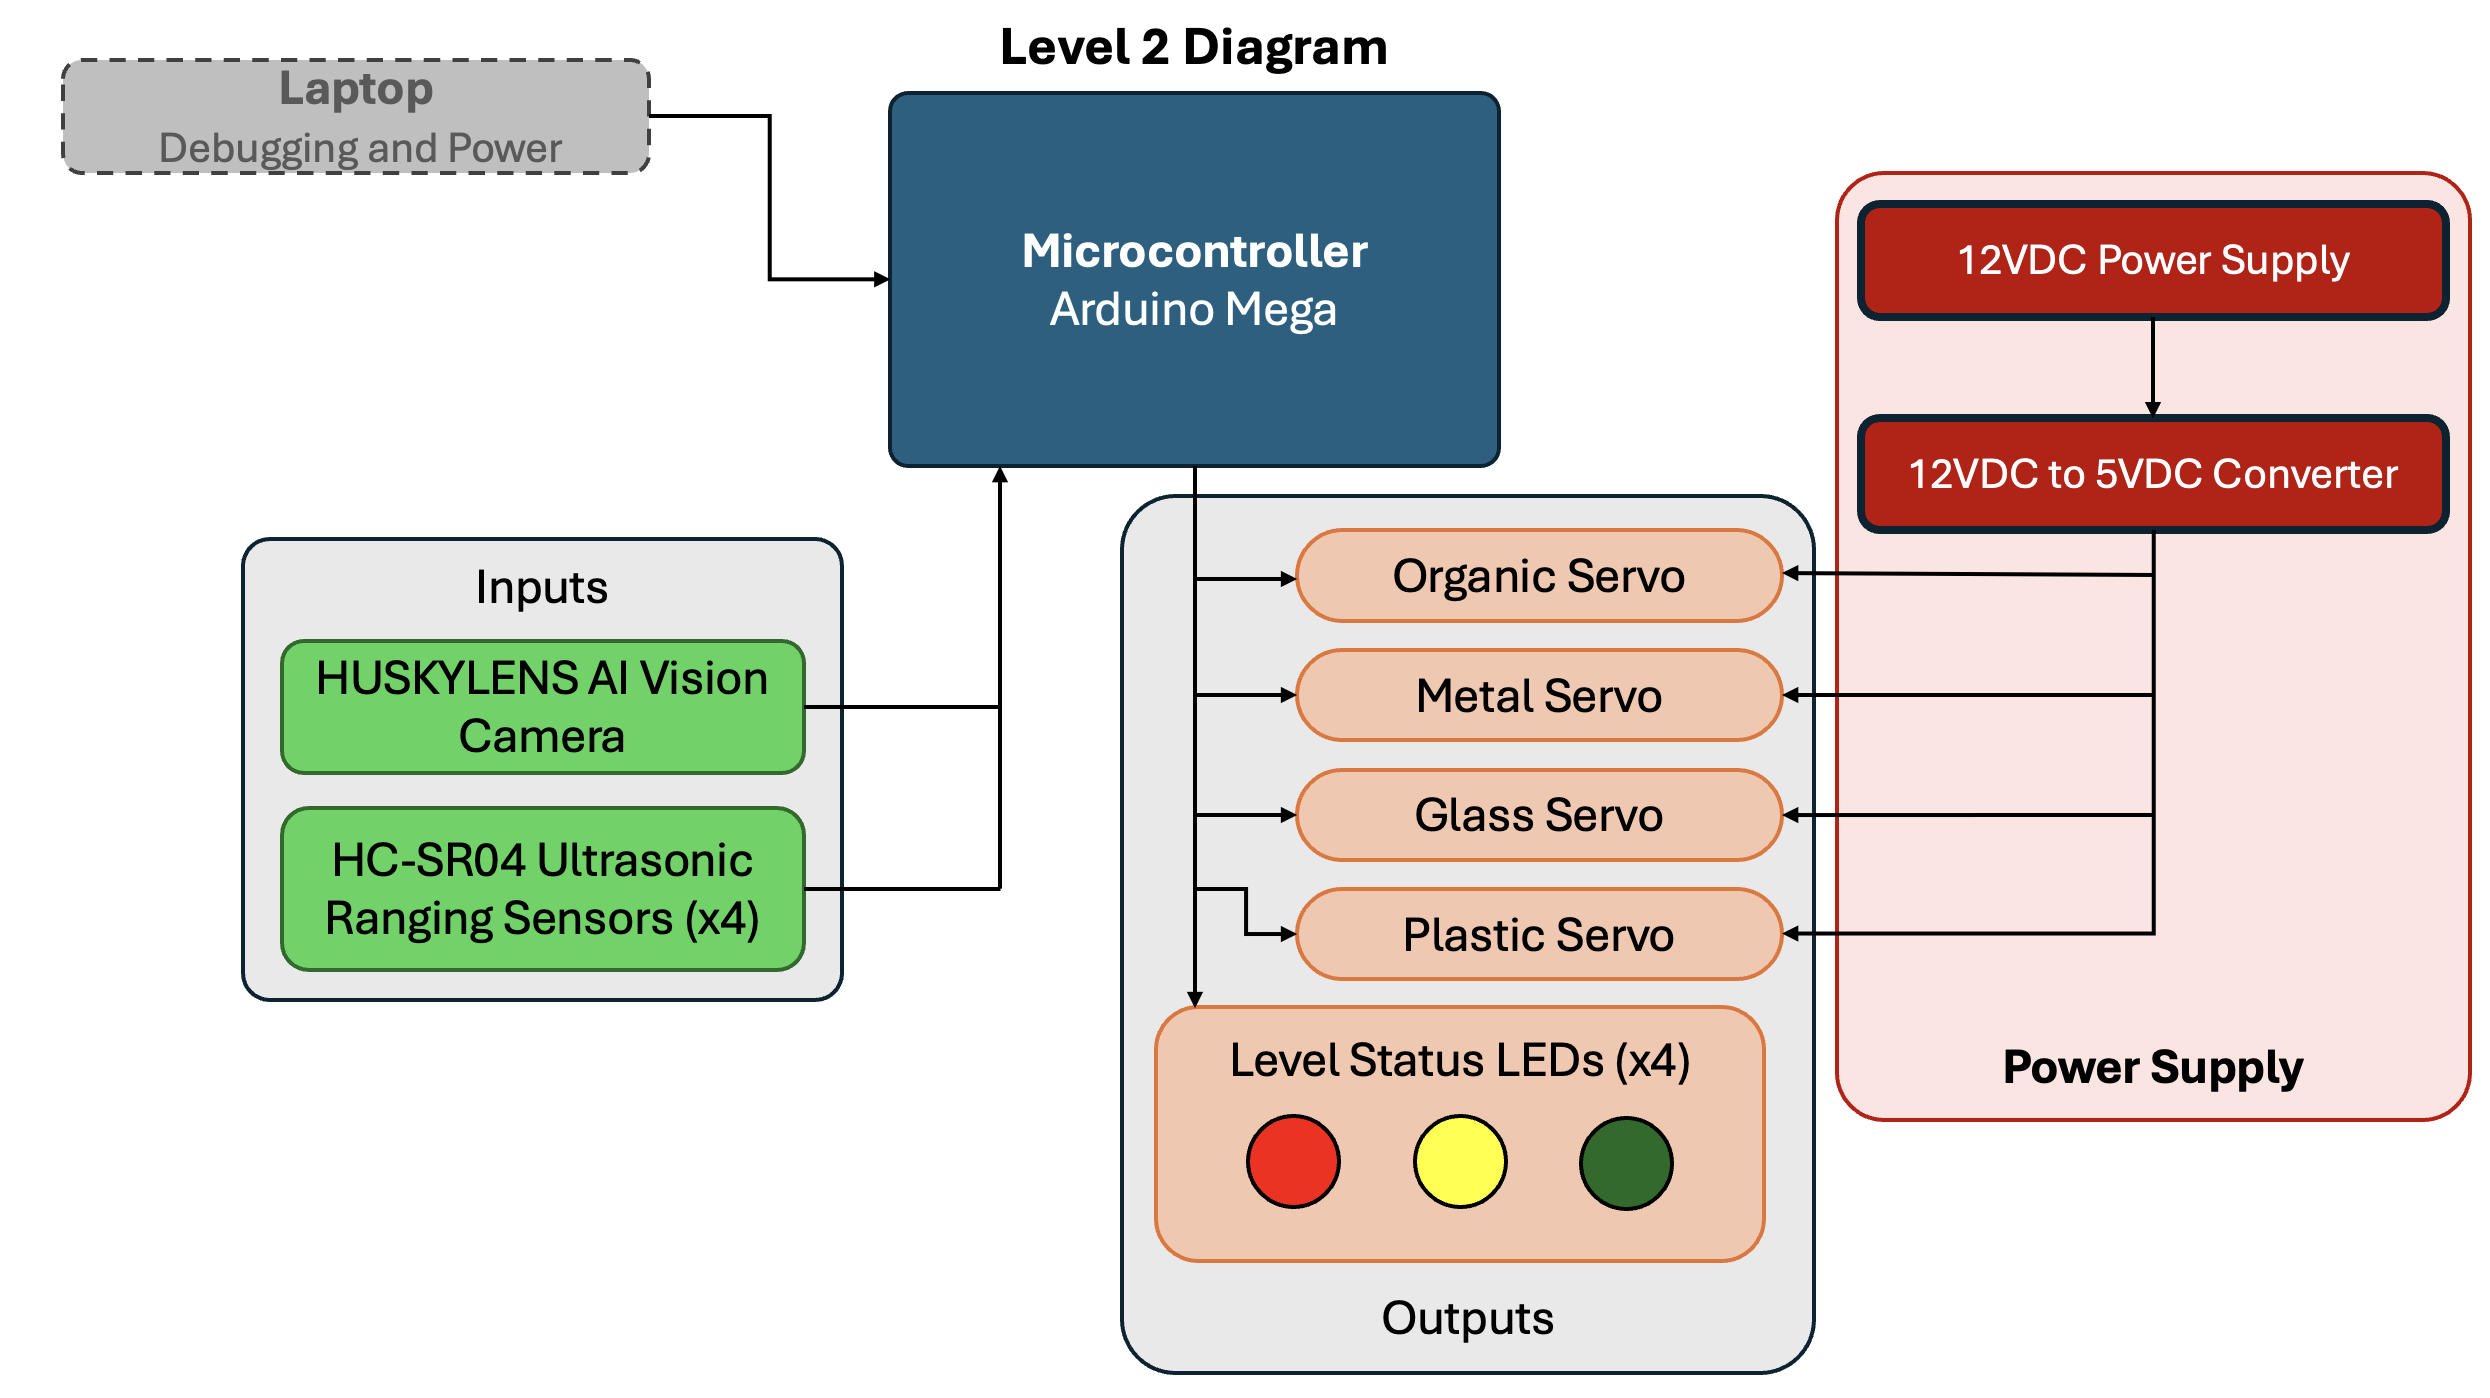 Level 2 Diagram
Laptop
Debugging and Power
Microcontroller
Arduino Mega
12VDC Power Supply
12VDC to 5VDC Converter
Power Supply
Inputs
HUSKYLENS AI Vision
Camera
HC-SR04 Ultrasonic
Ranging Sensors (x4)
Organic Servo
Metal Servo
Glass Servo
Plastic Servo
Level Status LEDs (x4)
Outputs